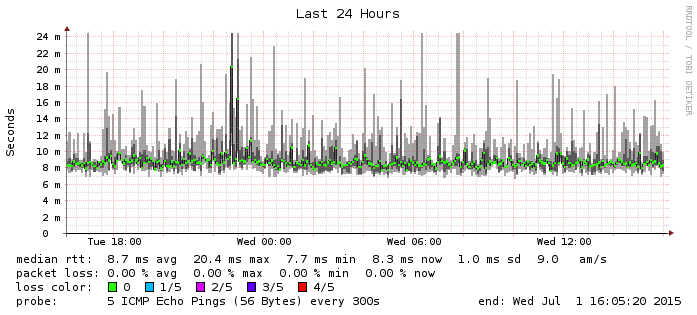 Last 24 Hours
RRDTOOL / TOBI OETIKER
Seconds
24 m
22 m
20 m
18 m
16 m
14 m
12 m
10 m
8 m
6 m
4 m
2 m
0
Tue 18:00 Wed 00:00 Wed 06:00 Wed 12:00
median rtt: 8.7 ms avg 20.4 ms max 7.7 ms min 8.3 ms now 1.0 ms sd 9.0 am/s
packet loss: 0.00 % avg 0.00 % max 0.00 % min 0.00 % now
loss color: 0 1/5 2/5 3/5 4/5
probe: 5 ICMP Echo Pings (56 Bytes) every 300s end: Wed Jul 1 16:05:20 2015